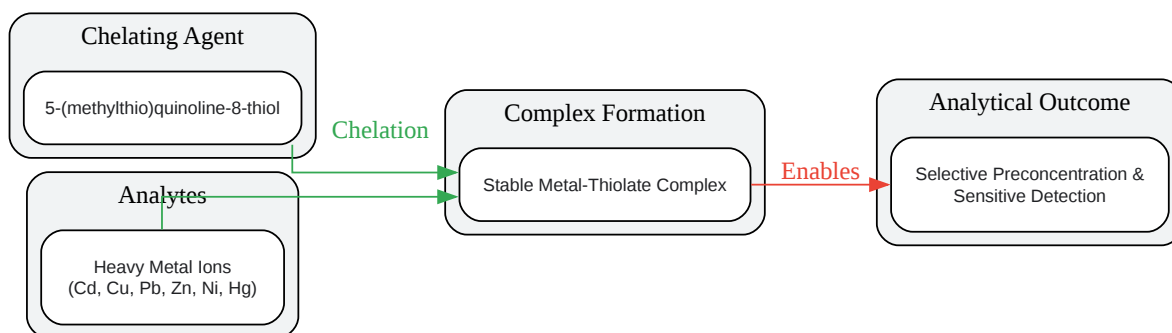 Chelating Agent
5-(methylthio)quinoline-8-thiol
Analytes
Heavy Metal Ions
(Cd, Cu, Pb, Zn, Ni, Hg)
Chelation
Complex Formation
Stable Metal-Thiolate Complex
Enables
Analytical Outcome
Selective Preconcentration &
Sensitive Detection